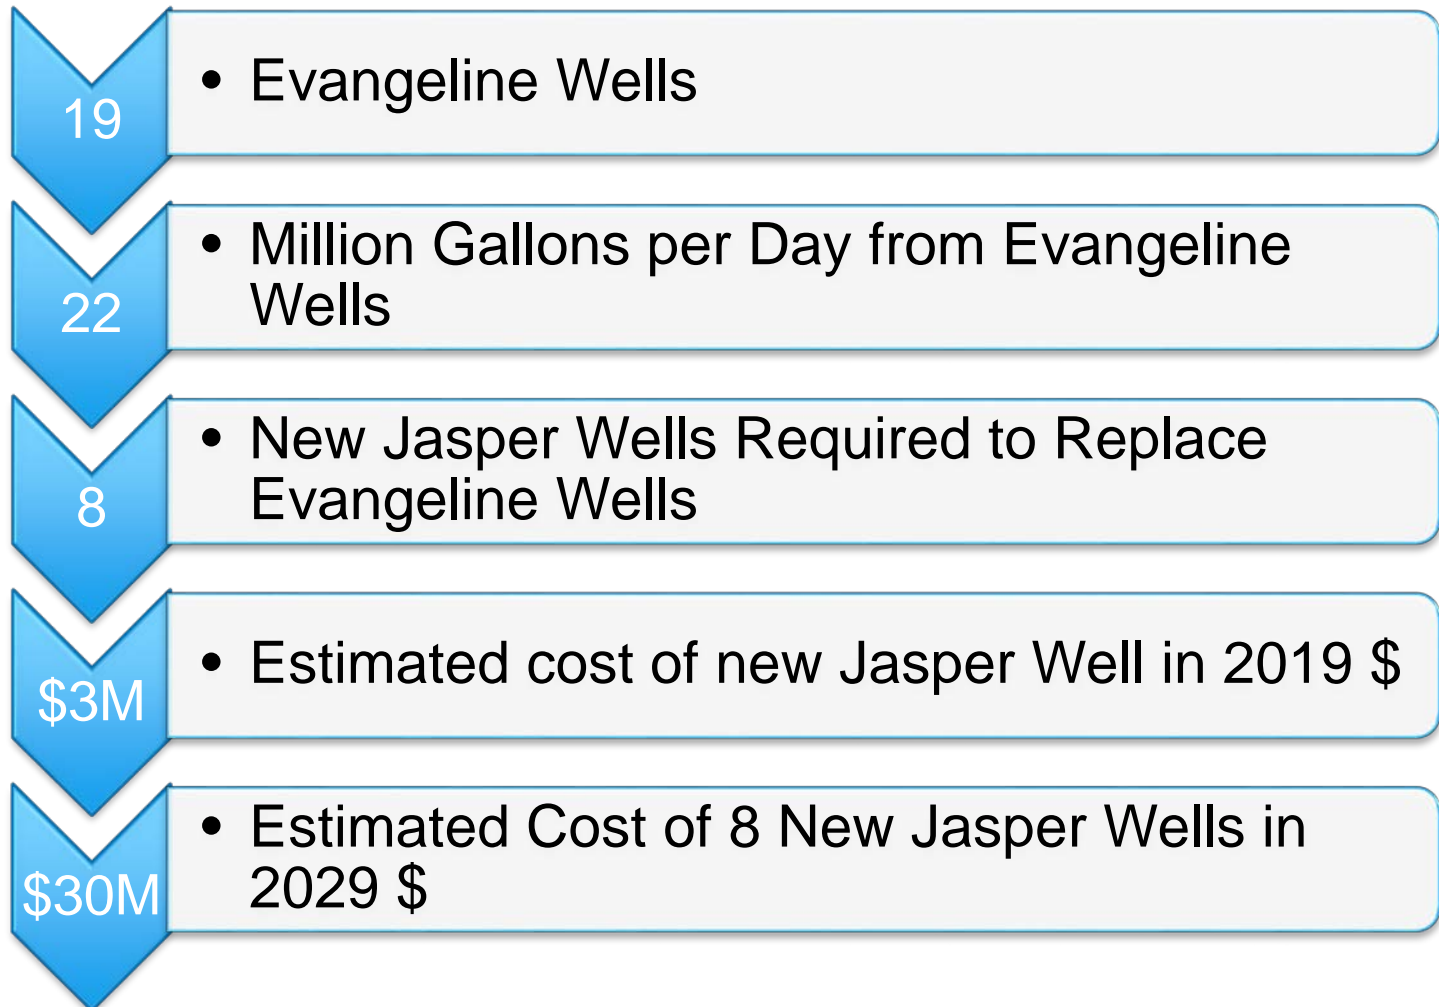 19
• Evangeline Wells
22
• Million Gallons per Day from Evangeline
Wells
8
• New Jasper Wells Required to Replace
Evangeline Wells
$3M
• Estimated cost of new Jasper Well in 2019 $
$30M
• Estimated Cost of 8 New Jasper Wells in
2029 $